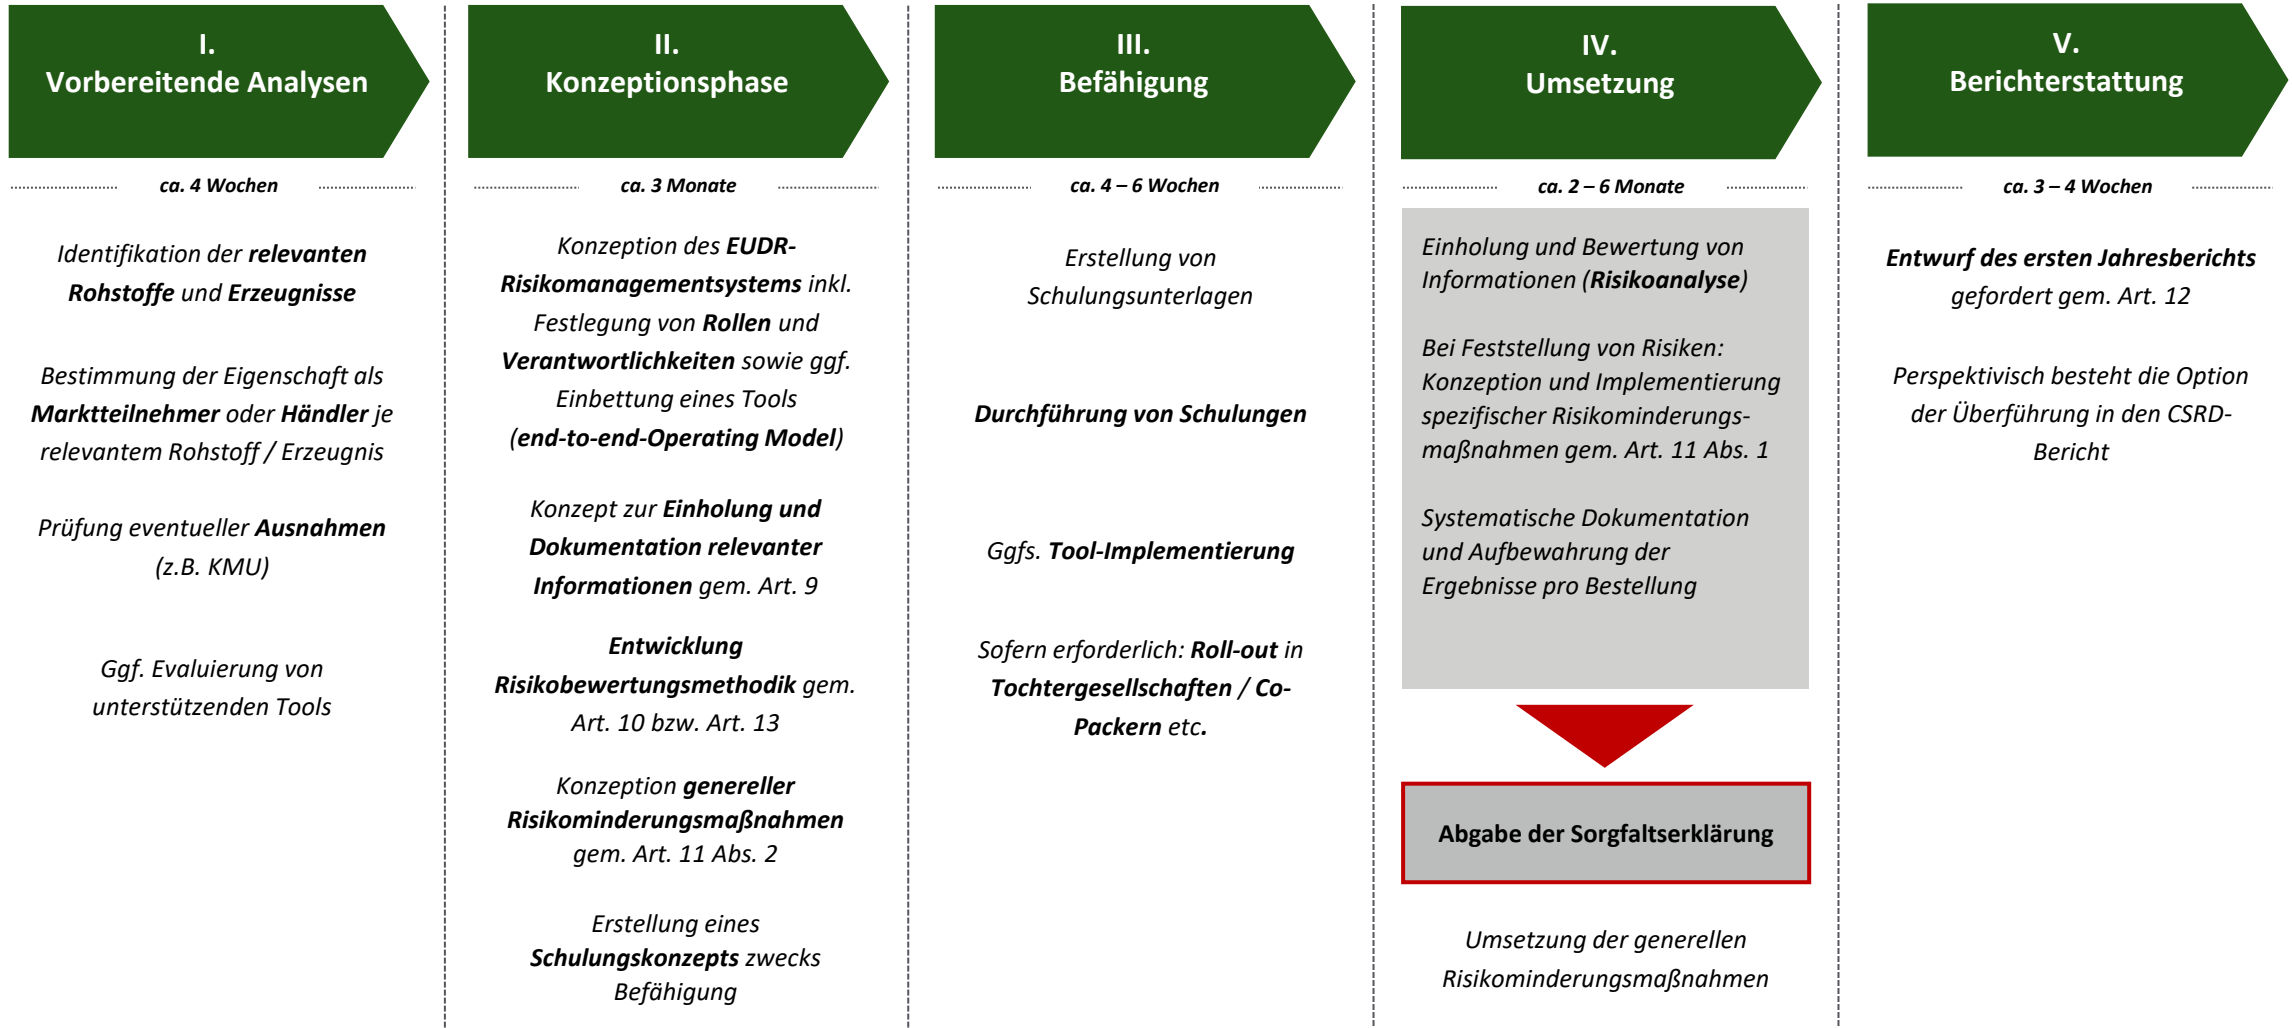 I.
Vorbereitende Analysen
ca. 4 Wochen
Identifikation der relevanten
Rohstoffe und Erzeugnisse
Bestimmung der Eigenschaft als
Marktteilnehmer oder Händler je
relevantem Rohstoff / Erzeugnis
Prüfung eventueller Ausnahmen
(z.B. KMU)
Ggf. Evaluierung von
unterstützenden Tools
II.
Konzeptionsphase
ca. 3 Monate
Konzeption des EUDR-
Risikomanagementsystems inkl.
Festlegung von Rollen und
Verantwortlichkeiten sowie ggf.
Einbettung eines Tools
(end-to-end-Operating Model)
Konzept zur Einholung und
Dokumentation relevanter
Informationen gem. Art. 9
Entwicklung
Risikobewertungsmethodik gem.
Art. 10 bzw. Art. 13
Konzeption genereller
Risikominderungsmaßnahmen
gem. Art. 11 Abs. 2
Erstellung eines
Schulungskonzepts zwecks
Befähigung
III.
Befähigung
ca. 4 – 6 Wochen
Erstellung von
Schulungsunterlagen
Durchführung von Schulungen
Ggfs. Tool-Implementierung
Sofern erforderlich: Roll-out in
Tochtergesellschaften / Co-
Packern etc.
IV.
Umsetzung
ca. 2 – 6 Monate
Einholung und Bewertung von
Informationen (Risikoanalyse)
Bei Feststellung von Risiken:
Konzeption und Implementierung
spezifischer Risikominderungs-
maßnahmen gem. Art. 11 Abs. 1
Systematische Dokumentation
und Aufbewahrung der
Ergebnisse pro Bestellung
Abgabe der Sorgfaltserklärung
Umsetzung der generellen
Risikominderungsmaßnahmen
V.
Berichterstattung
ca. 3 – 4 Wochen
Entwurf des ersten Jahresberichts
gefordert gem. Art. 12
Perspektivisch besteht die Option
der Überführung in den CSRD-
Bericht